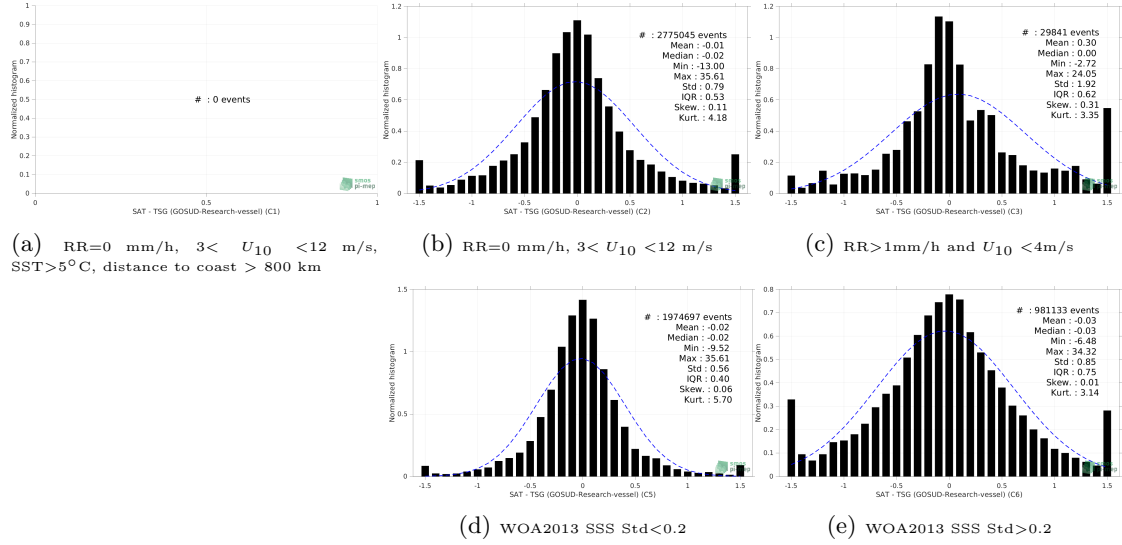 1
0.9
0.8
0.7
0.6
0.5
0.4
0.3
0.2
0.1
0
Normalized histogram
# : 0 events
0 0.5 1
SAT - TSG (GOSUD-Research-vessel) (C1)
smos
pi-mep
(a) RR=0 mm/h, 3< U10 <12 m/s,
SST>5°C, distance to coast > 800 km
1.2
1
0.8
0.6
0.4
0.2
0
Normalized histogram
# : 2775045 events
Mean : -0.01
Median : -0.02
Min : -13.00
Max : 35.61
Std : 0.79
IQR : 0.53
Skew. : 0.11
Kurt. : 4.18
-1.5 -1 -0.5 0 0.5 1 1.5
SAT - TSG (GOSUD-Research-vessel) (C2)
smos
pi-mep
(b) RR=0 mm/h, 3< U10 <12 m/s
1.2
1
0.8
0.6
0.4
0.2
0
Normalized histogram
# : 29841 events
Mean : 0.30
Median : 0.00
Min : -2.72
Max : 24.05
Std : 1.92
IQR : 0.62
Skew. : 0.31
Kurt. : 3.35
-1.5 -1 -0.5 0 0.5 1 1.5
SAT - TSG (GOSUD-Research-vessel) (C3)
smos
pi-mep
(c) RR>1mm/h and U10 <4m/s
1.5
1
0.5
0
Normalized histogram
# : 1974697 events
Mean : -0.02
Median : -0.02
Min : -9.52
Max : 35.61
Std : 0.56
IQR : 0.40
Skew. : 0.06
Kurt. : 5.70
-1.5 -1 -0.5 0 0.5 1 1.5
SAT - TSG (GOSUD-Research-vessel) (C5)
smos
pi-mep
(d) WOA2013 SSS Std<0.2
0.8
0.7
0.6
0.5
0.4
0.3
0.2
0.1
0
Normalized histogram
# : 981133 events
Mean : -0.03
Median : -0.03
Min : -6.48
Max : 34.32
Std : 0.85
IQR : 0.75
Skew. : 0.01
Kurt. : 3.14
-1.5 -1 -0.5 0 0.5 1 1.5
SAT - TSG (GOSUD-Research-vessel) (C6)
smos
pi-mep
(e) WOA2013 SSS Std>0.2